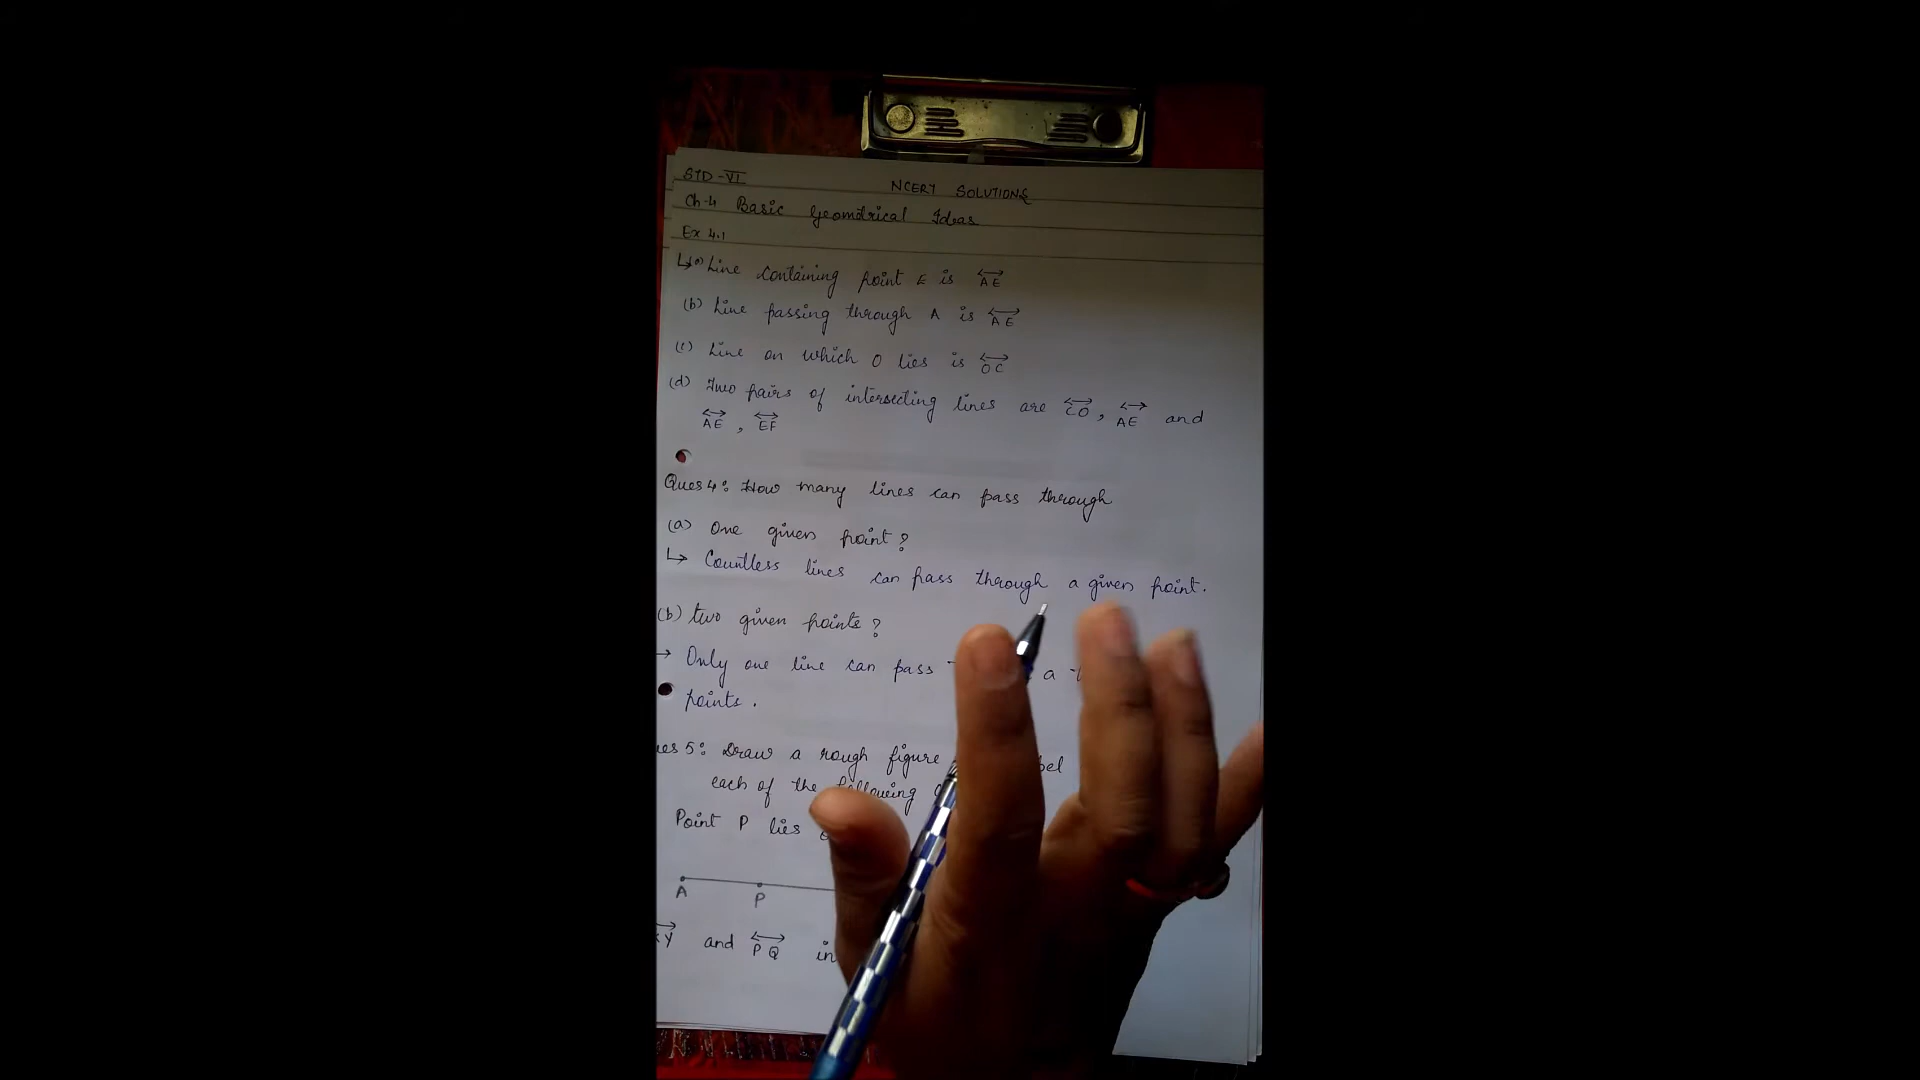 STD - VI
NCERT SOLUTIONS
Ch-4 Basic Geometrical Ideas
Ex 4.1
↳ (a) Line containing point E is AE
(b) Line passing through A is AE
(c) Line on which O lies is OC
(d) Two pairs of intersecting lines are CO, AE and
AE, EF
Ques 4: How many lines can pass through
(a) One given point?
↳ Countless lines can pass through a given point.
(b) two given points?
→ Only one line can pass a
points.
5: Draw a rough figure
each of the following
Point P lies
A P
Y and PQ